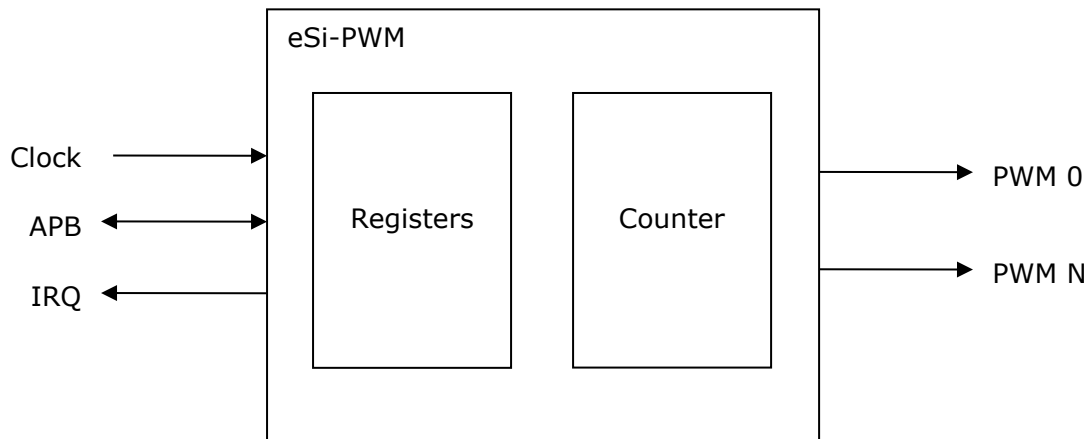 eSi-PWM
Clock
APB
IRQ
Registers
Counter
PWM 0
PWM N